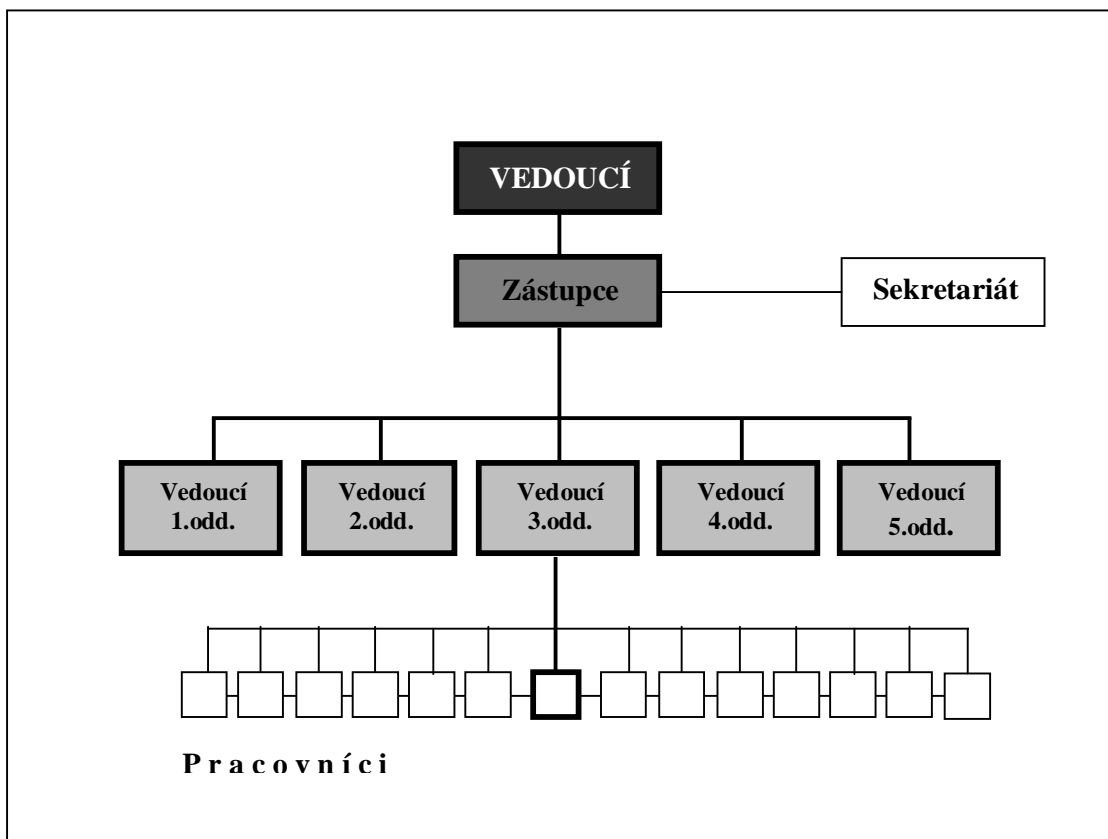 VEDOUCÍ
Zástupce
Sekretariát
Vedoucí
1.odd.
Vedoucí
2.odd.
Vedoucí
3.odd.
Vedoucí
4.odd.
Vedoucí
5.odd.
P r a c o v n í c i